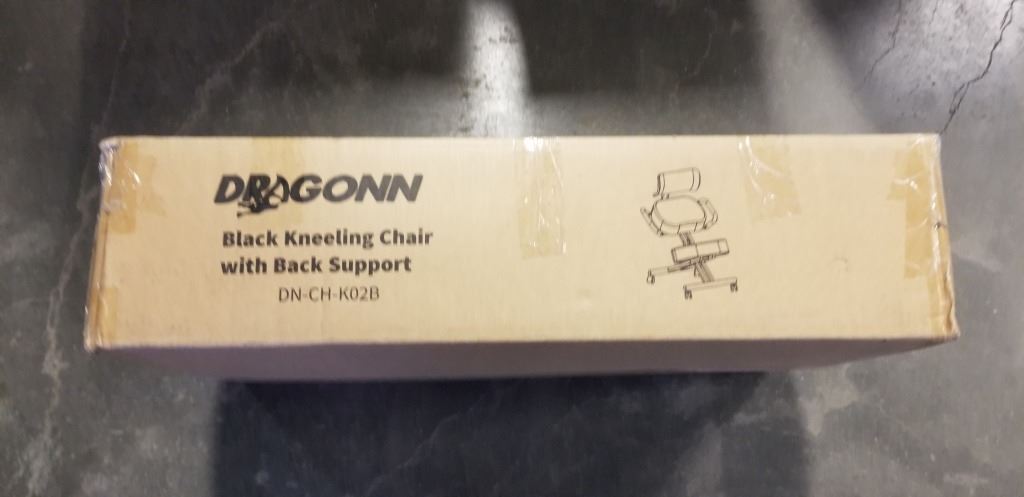 DRAGONN
Black Kneeling Chair
with Back Support
DN-CH-K02B